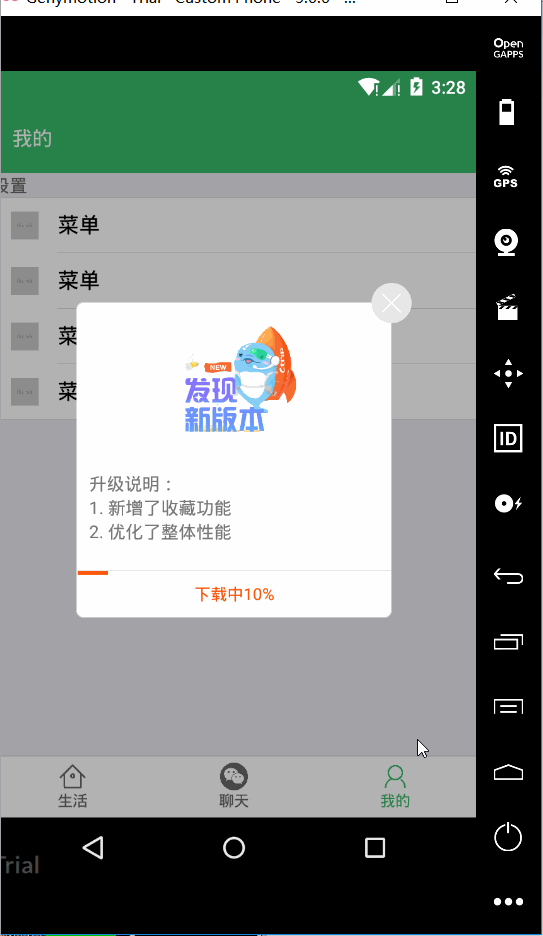 Genymotion - Trial - Custom Phone - 5.0.0 - ...
Open
GAPPS
3:28
我的
GPS
设置
菜单
菜单
菜
菜
NEW
发现
新版本
升级说明：
1. 新增了收藏功能
2. 优化了整体性能
ID
下载中10%
生活
聊天
我的
Trial